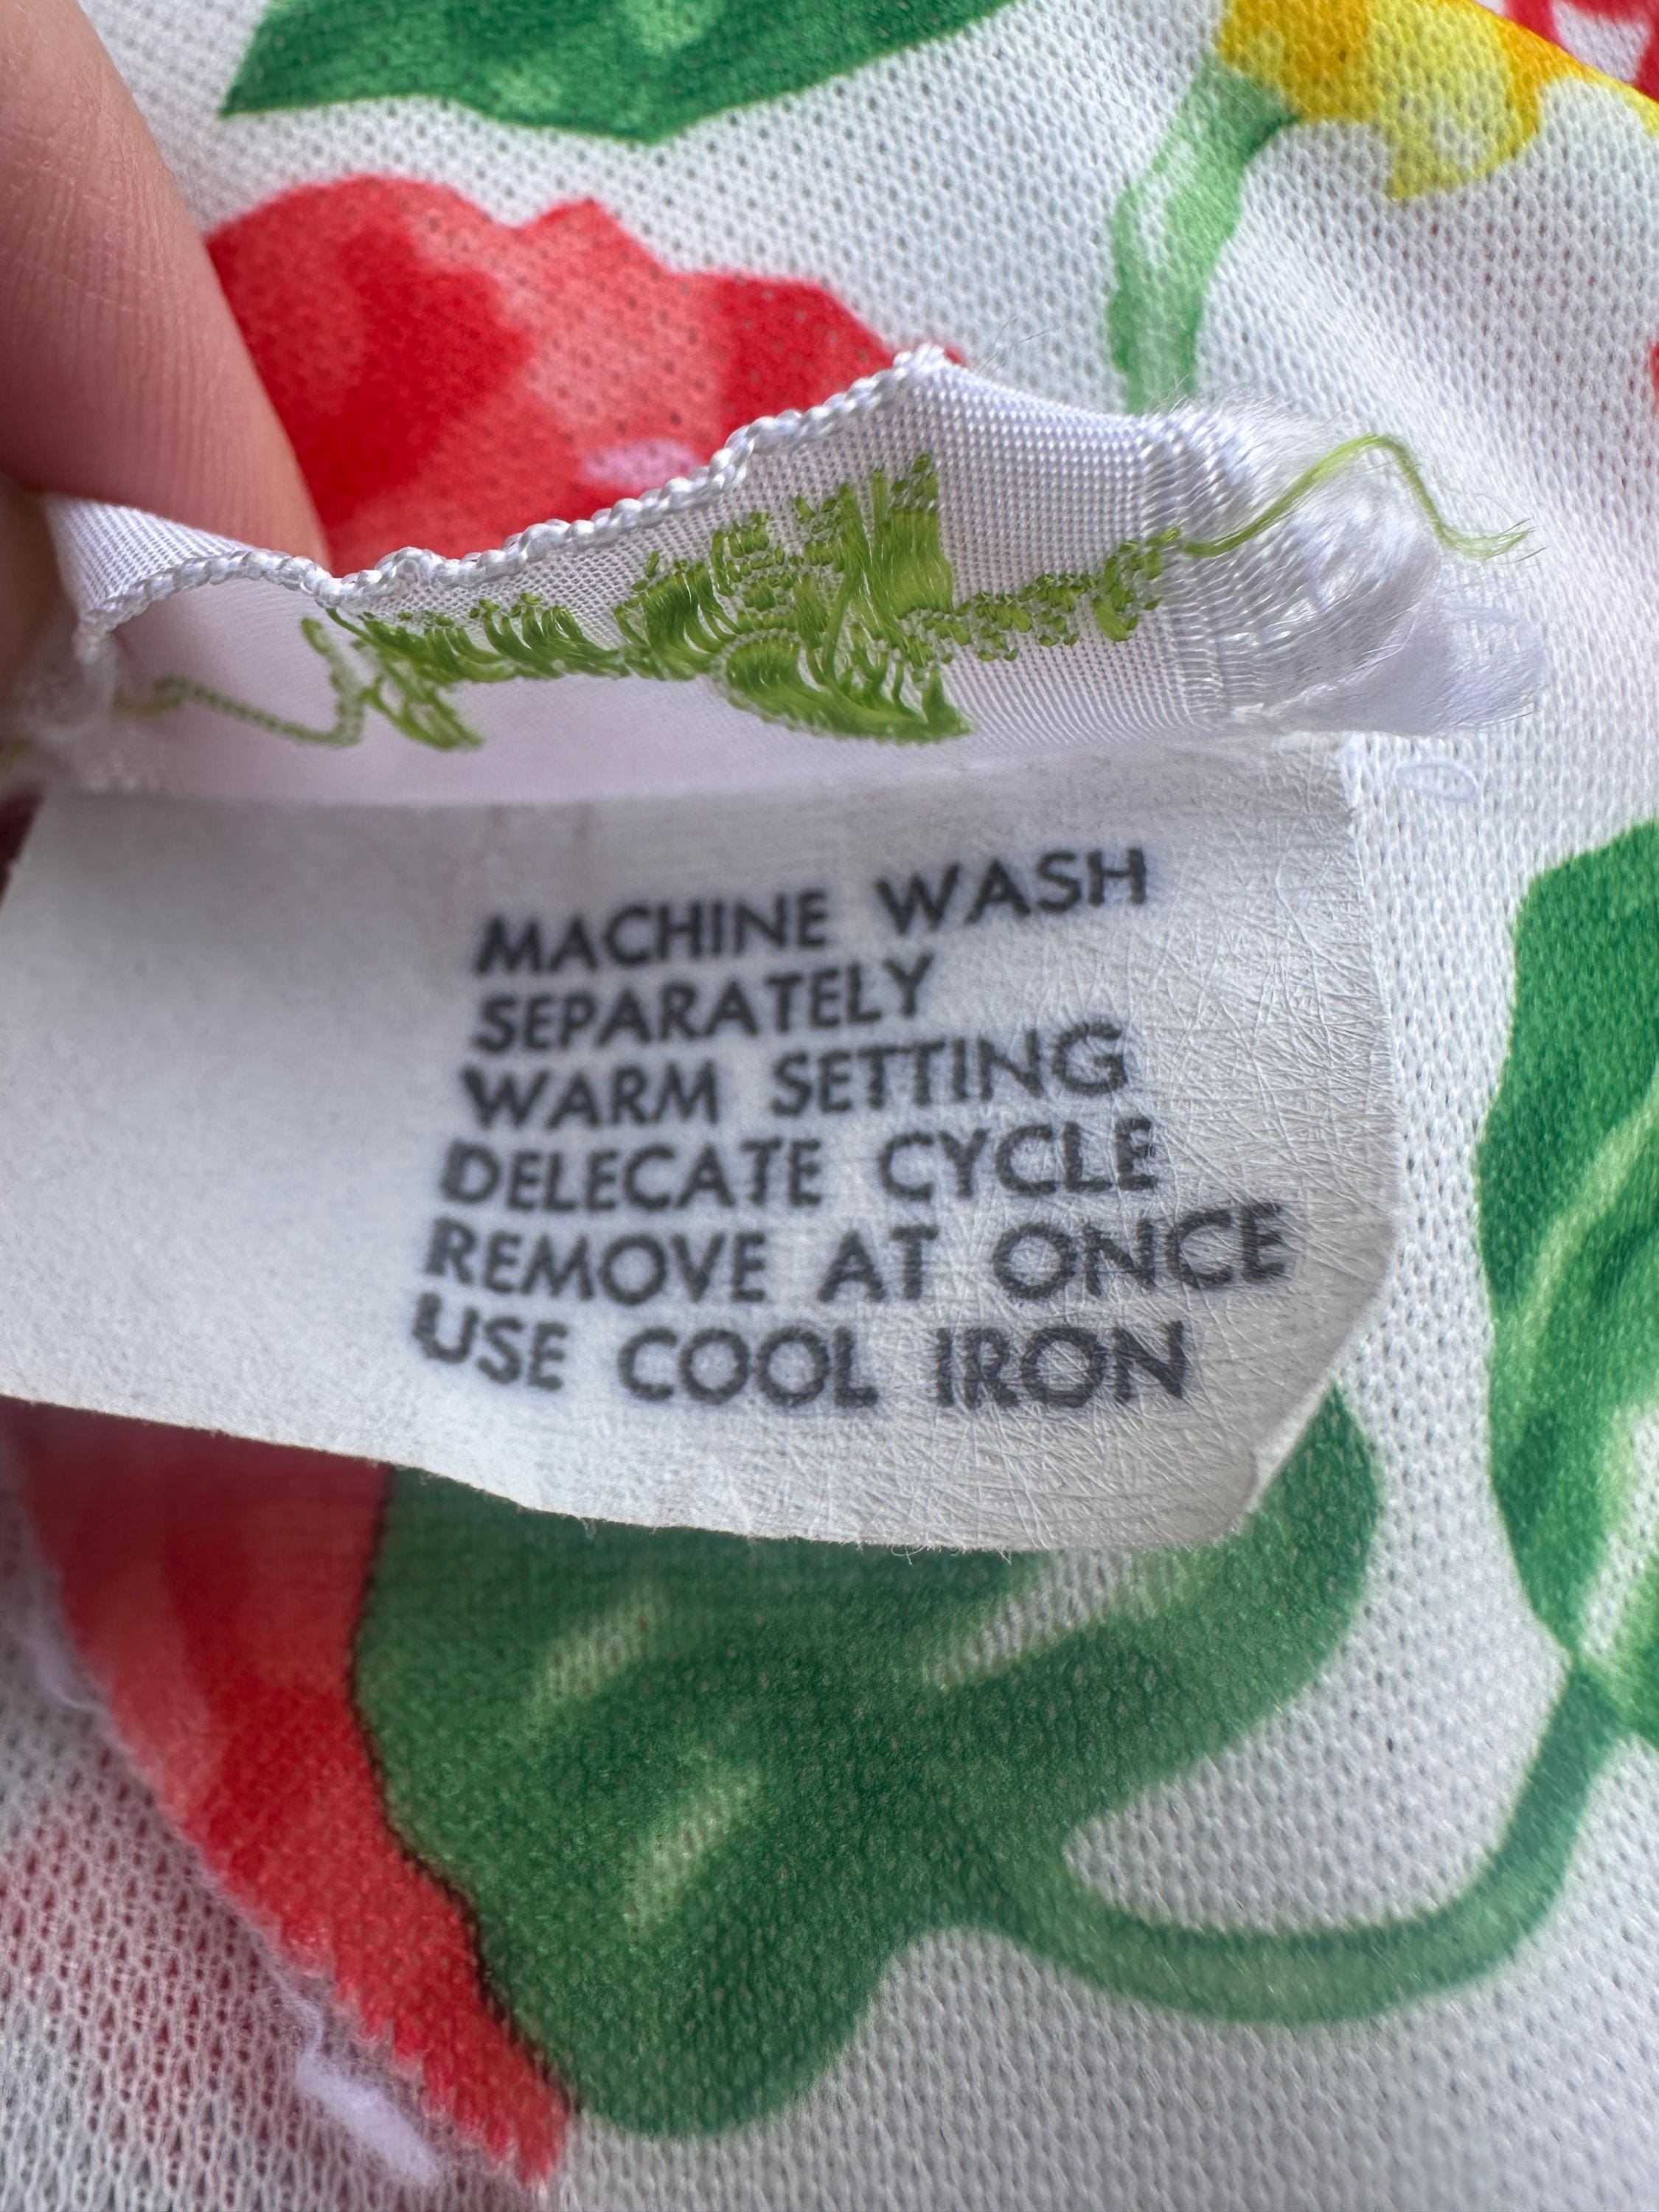 MACHINE WASH
SEPARATELY
WARM SETTING
DELECATE CYCLE
REMOVE AT ONCE
USE COOL IRON